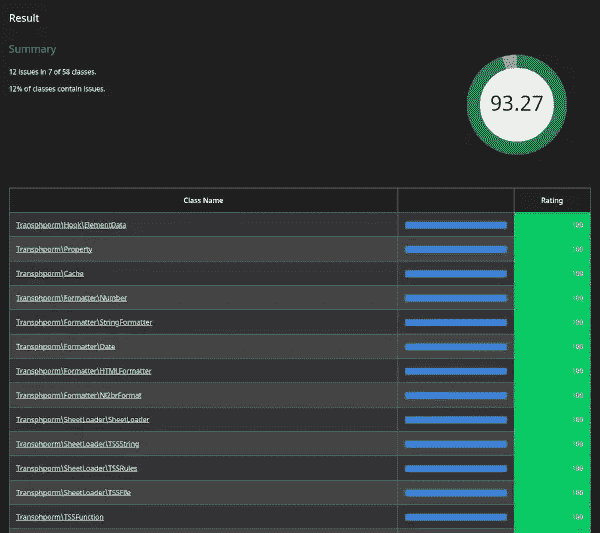 Result
Summary
12 issues in 7 of 58 classes.
12% of classes contain issues.
93.27
Class Name Rating
Transphporm\Hook\ElementData 100
Transphporm\Property 100
Transphporm\Cache 100
Transphporm\Formatter\Number 100
Transphporm\Formatter\StringFormatter 100
Transphporm\Formatter\Date 100
Transphporm\Formatter\HTMLFormatter 100
Transphporm\Formatter\Nl2brFormat 100
Transphporm\SheetLoader\SheetLoader 100
Transphporm\SheetLoader\TSSString 100
Transphporm\SheetLoader\TSSRules 100
Transphporm\SheetLoader\TSSFile 100
Transphporm\TSSFunction 100